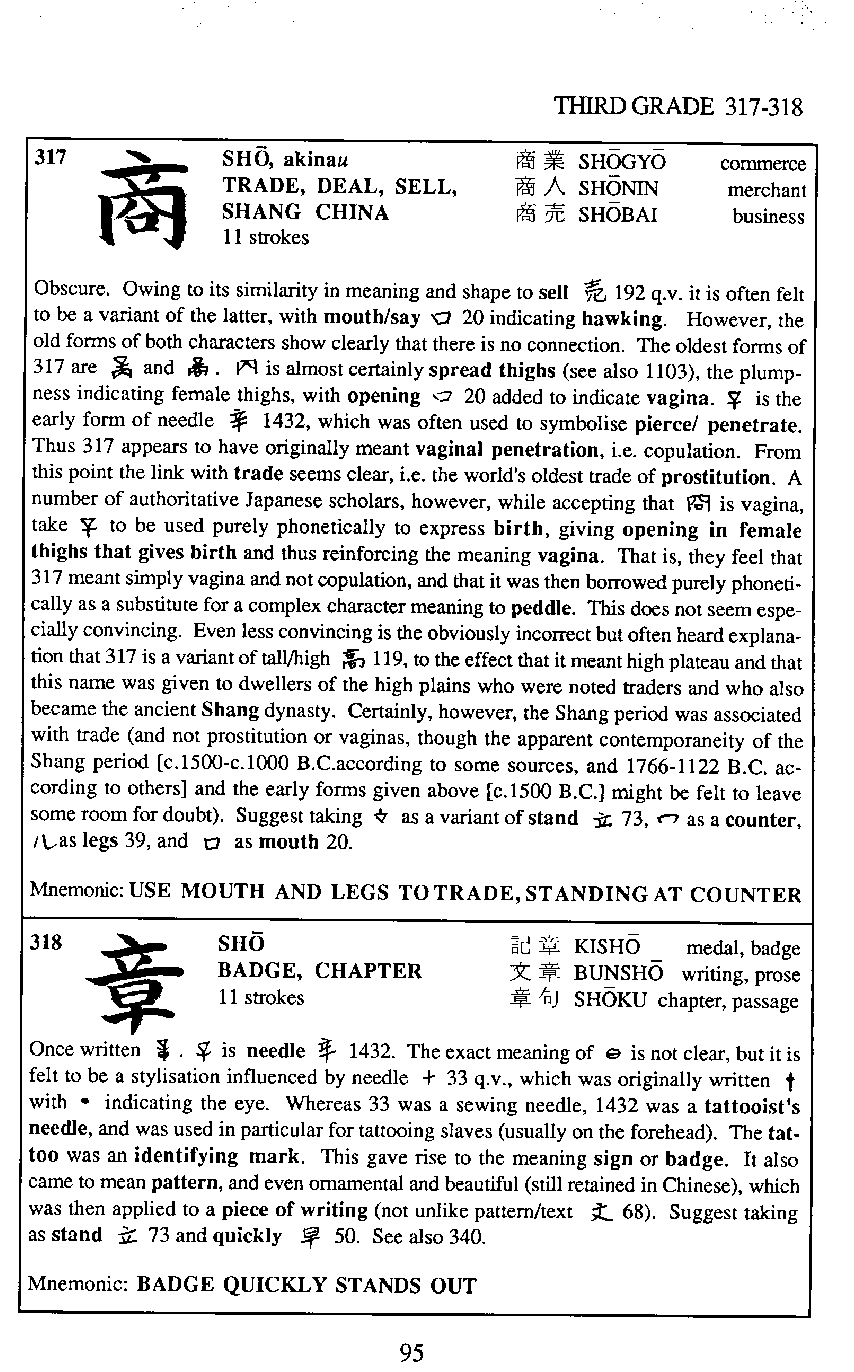 THIRD GRADE 317-318
317 商 SHŌ, akinau 商業 SHŌGYŌ commerce
TRADE, DEAL, SELL, 商人 SHŌNIN merchant
SHANG CHINA 商売 SHŌBAI business
11 strokes
Obscure. Owing to its similarity in meaning and shape to sell 売 192 q.v. it is often felt
to be a variant of the latter, with mouth/say 口 20 indicating hawking. However, the
old forms of both characters show clearly that there is no connection. The oldest forms of
317 are and . is almost certainly spread thighs (see also 1103), the plump-
ness indicating female thighs, with opening 20 added to indicate vagina. is the
early form of needle 辛 1432, which was often used to symbolise pierce/ penetrate.
Thus 317 appears to have originally meant vaginal penetration, i.e. copulation. From
this point the link with trade seems clear, i.e. the world's oldest trade of prostitution. A
number of authoritative Japanese scholars, however, while accepting that is vagina,
take to be used purely phonetically to express birth, giving opening in female
thighs that gives birth and thus reinforcing the meaning vagina. That is, they feel that
317 meant simply vagina and not copulation, and that it was then borrowed purely phoneti-
cally as a substitute for a complex character meaning to peddle. This does not seem espe-
cially convincing. Even less convincing is the obviously incorrect but often heard explana-
tion that 317 is a variant of tall/high 高 119, to the effect that it meant high plateau and that
this name was given to dwellers of the high plains who were noted traders and who also
became the ancient Shang dynasty. Certainly, however, the Shang period was associated
with trade (and not prostitution or vaginas, though the apparent contemporaneity of the
Shang period [c.1500-c.1000 B.C.according to some sources, and 1766-1122 B.C. ac-
cording to others] and the early forms given above [c.1500 B.C.] might be felt to leave
some room for doubt). Suggest taking as a variant of stand 立 73, as a counter,
as legs 39, and 口 as mouth 20.
Mnemonic: USE MOUTH AND LEGS TO TRADE, STANDING AT COUNTER
318 章 SHŌ 記章 KISHŌ medal, badge
BADGE, CHAPTER 文章 BUNSHŌ writing, prose
11 strokes 章句 SHŌKU chapter, passage
Once written . is needle 辛 1432. The exact meaning of is not clear, but it is
felt to be a stylisation influenced by needle 十 33 q.v., which was originally written
with • indicating the eye. Whereas 33 was a sewing needle, 1432 was a tattooist's
needle, and was used in particular for tattooing slaves (usually on the forehead). The tat-
too was an identifying mark. This gave rise to the meaning sign or badge. It also
came to mean pattern, and even ornamental and beautiful (still retained in Chinese), which
was then applied to a piece of writing (not unlike pattern/text 文 68). Suggest taking
as stand 立 73 and quickly 早 50. See also 340.
Mnemonic: BADGE QUICKLY STANDS OUT
95